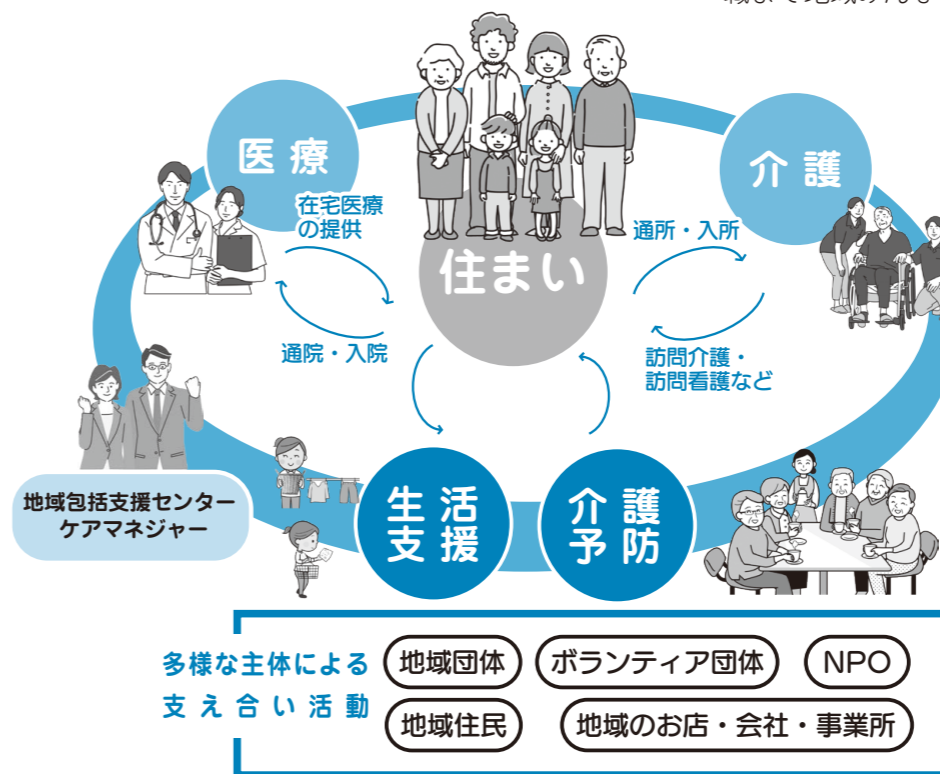 医療
介護
在宅医療
の提供
通所・入所
住まい
通院・入院
訪問介護・
訪問看護など
地域包括支援センター
ケアマネジャー
生活
支援
介護
予防
多様な主体による
支え合い活動
地域団体
ボランティア団体
NPO
地域住民
地域のお店・会社・事業所